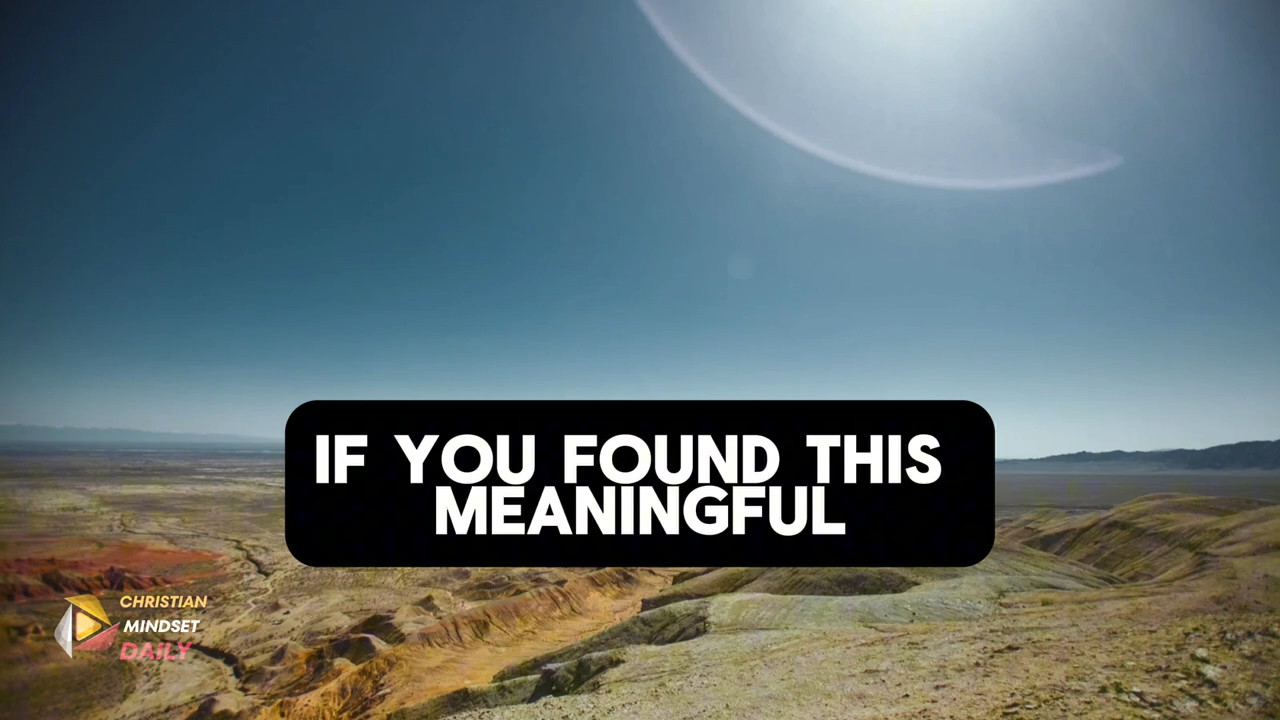 IF YOU FOUND THIS
MEANINGFUL
CHRISTIAN
MINDSET
DAILY